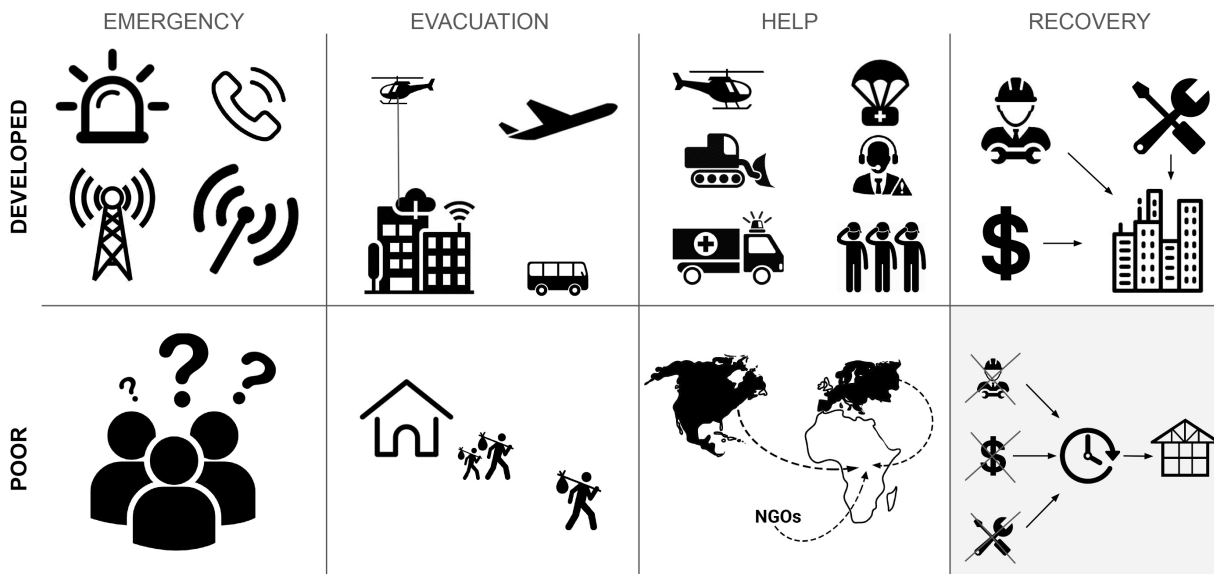 EMERGENCY
EVACUATION
HELP
RECOVERY
DEVELOPED
$
POOR
? ? ?
NGOs
$